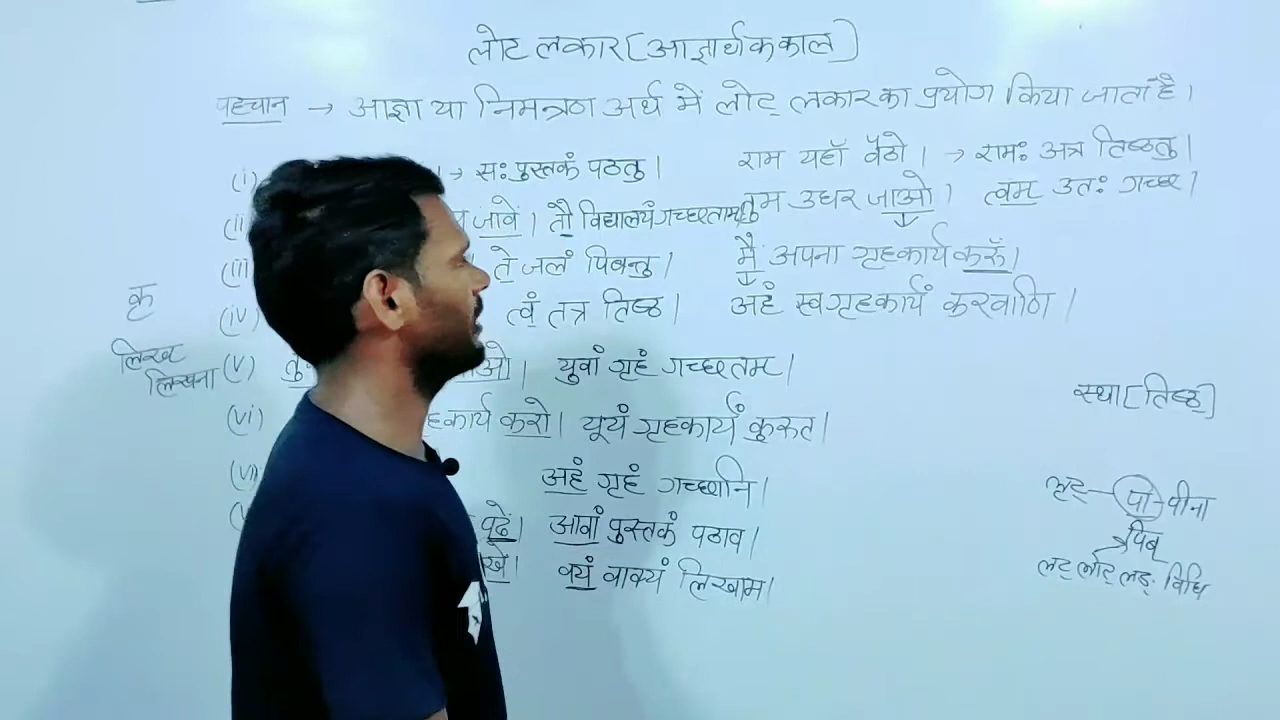 लोट लकार [आज्ञार्थक काल]
पहचान → आज्ञा या निमन्त्रण अर्थ में लोट् लकार का प्रयोग किया जाता है।
(i) → सः पुस्तकं पठतु। राम यहाँ बैठो। → रामः अत्र तिष्ठतु।
(ii जावें। तौ विद्यालयं गच्छताम् तुम उधर जाओ। त्वम् उतः गच्छ।
(iii) ते जलं पिबन्तु। मै अपना गृहकार्य करुँ।
(iv) त्वं तत्र तिष्ठ। अहं स्वगृहकार्यं करवाणि।
कृ
लिख
लिखना
(v) ओ। युवां गृहं गच्छतम्।
(vi) कार्य करो। यूयं गृहकार्यं कुरूत।
(vi अहं गृहं गच्छानि।
पढें। आवां पुस्तकं पठाव।
खें। वयं वाक्यं लिखाम।
स्था [तिष्ठ्]
लृट् – पा – पीना
पिब्
लट् लोट् लङ् विधि